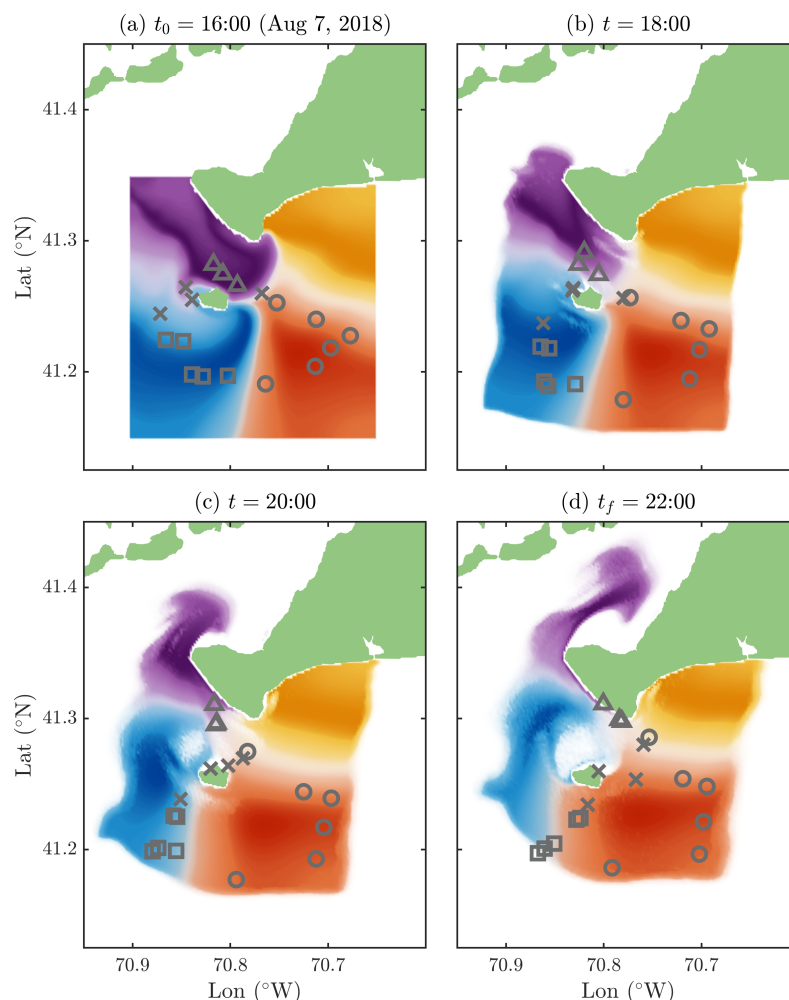 (a) t₀ = 16:00 (Aug 7, 2018)
(b) t = 18:00
41.4
41.3
41.2
Lat (°N)
(c) t = 20:00
(d) t_f = 22:00
41.4
41.3
41.2
Lat (°N)
70.9 70.8 70.7
70.9 70.8 70.7
Lon (°W)
Lon (°W)